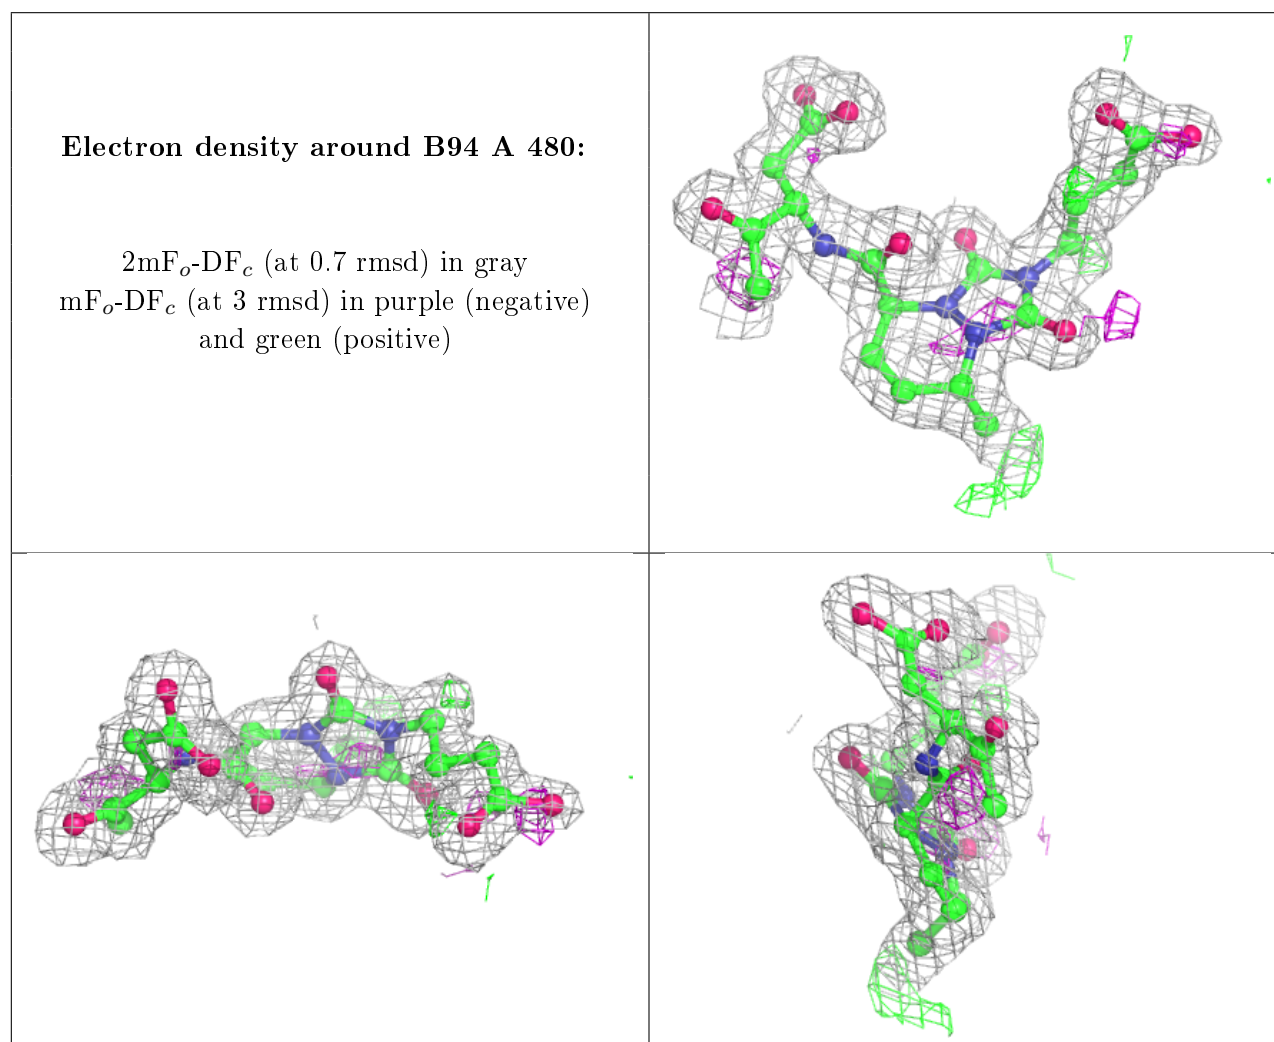 Electron density around B94 A 480:
2mFo-DFc (at 0.7 rmsd) in gray
mFo-DFc (at 3 rmsd) in purple (negative)
and green (positive)